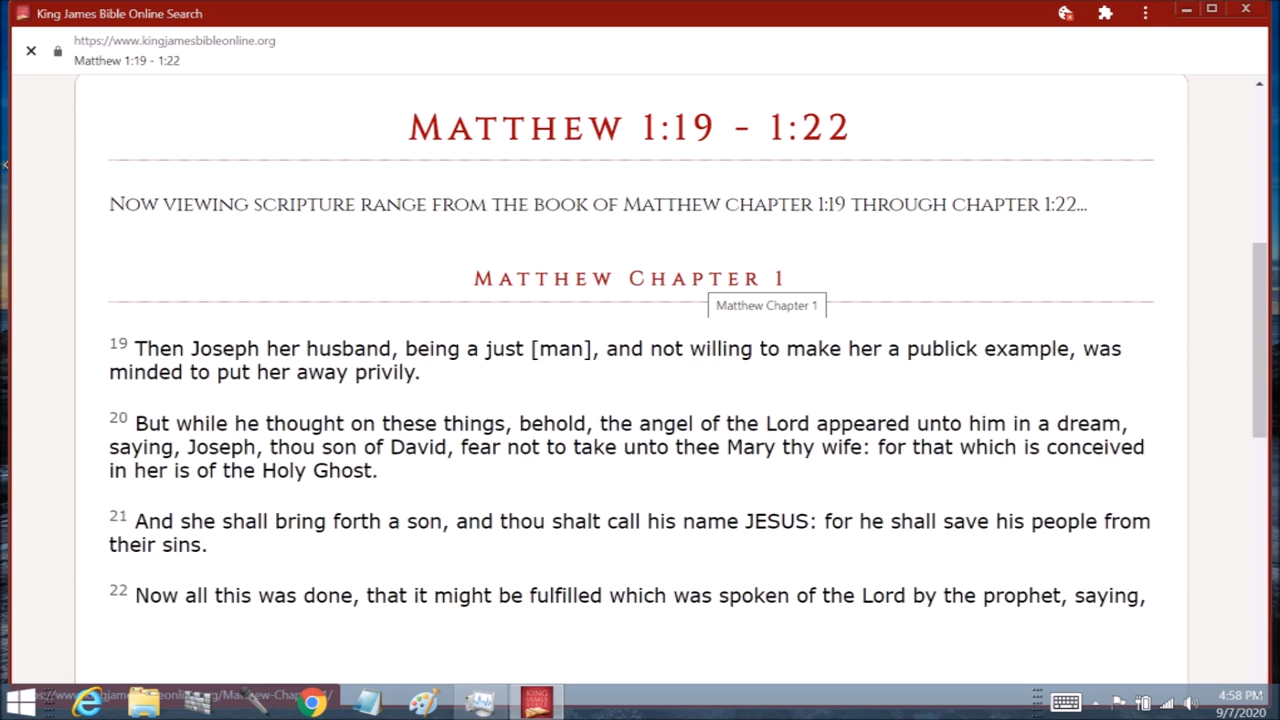 King James Bible Online Search
https://www.kingjamesbibleonline.org
Matthew 1:19 - 1:22
Matthew 1:19 - 1:22
Now viewing scripture range from the book of Matthew chapter 1:19 through chapter 1:22...
Matthew Chapter 1
Matthew Chapter 1
19 Then Joseph her husband, being a just [man], and not willing to make her a publick example, was
minded to put her away privily.
20 But while he thought on these things, behold, the angel of the Lord appeared unto him in a dream,
saying, Joseph, thou son of David, fear not to take unto thee Mary thy wife: for that which is conceived
in her is of the Holy Ghost.
21 And she shall bring forth a son, and thou shalt call his name JESUS: for he shall save his people from
their sins.
22 Now all this was done, that it might be fulfilled which was spoken of the Lord by the prophet, saying,
KING
JAMES
BIBLE
4:58 PM
9/7/2020